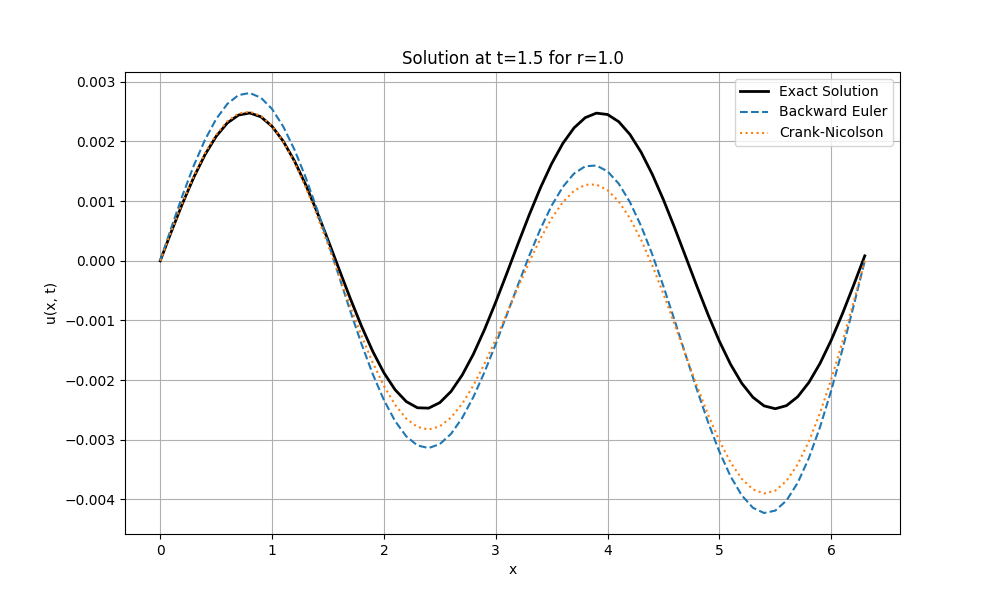 Solution at t=1.5 for r=1.0
Exact Solution
Backward Euler
Crank-Nicolson
u(x, t)
0.003
0.002
0.001
0.000
−0.001
−0.002
−0.003
−0.004
0 1 2 3 4 5 6
x